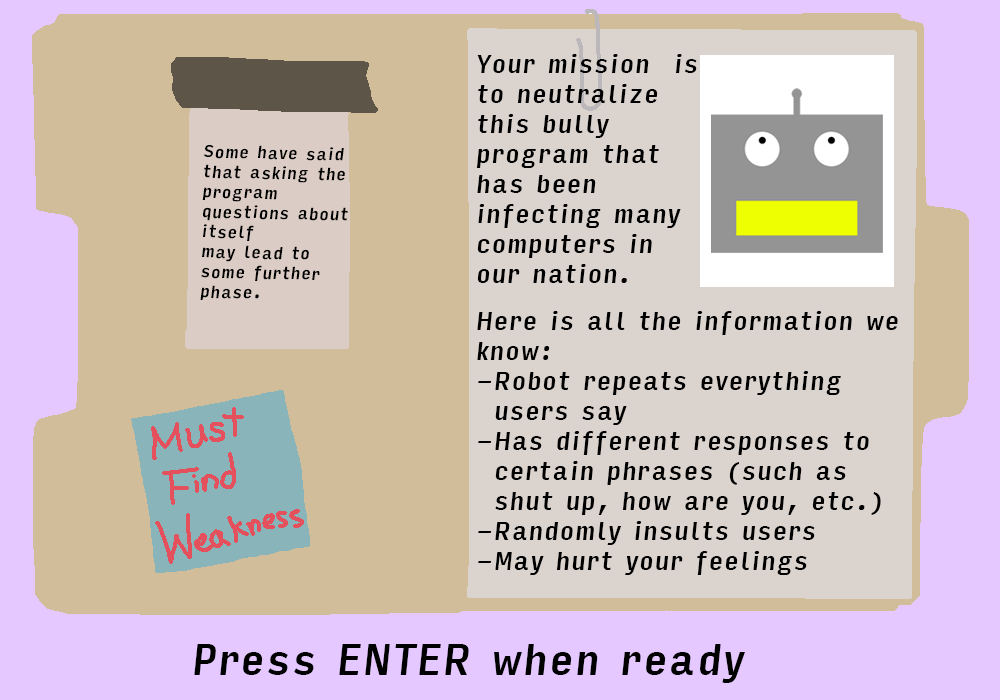 Some have said
that asking the
program
questions about
itself
may lead to
some further
phase.
Must
Find
Weakness
Your mission is
to neutralize
this bully
program that
has been
infecting many
computers in
our nation.
Here is all the information we
know:
-Robot repeats everything
users say
-Has different responses to
certain phrases (such as
shut up, how are you, etc.)
-Randomly insults users
-May hurt your feelings
Press ENTER when ready